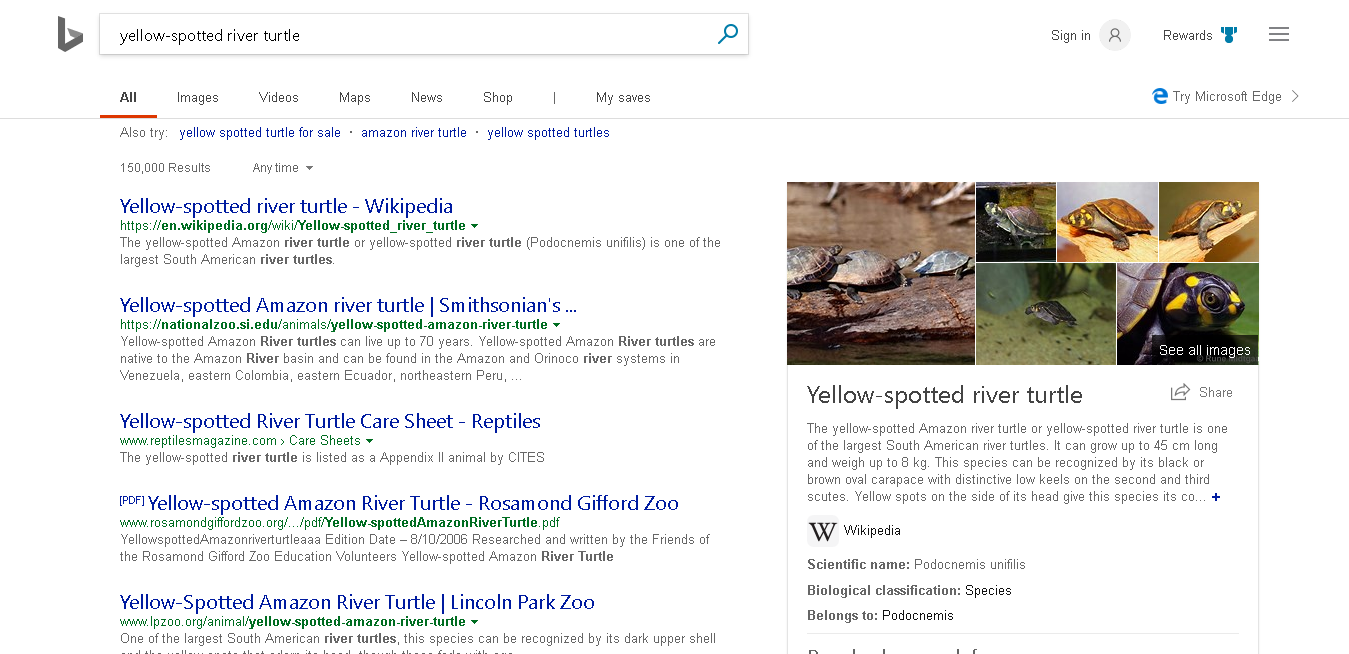 yellow-spotted river turtle
Sign in
Rewards
All
Images
Videos
Maps
News
Shop
|
My saves
Try Microsoft Edge
Also try: yellow spotted turtle for sale · amazon river turtle · yellow spotted turtles
150,000 Results
Any time
Yellow-spotted river turtle - Wikipedia
https://en.wikipedia.org/wiki/Yellow-spotted_river_turtle
The yellow-spotted Amazon river turtle or yellow-spotted river turtle (Podocnemis unifilis) is one of the
largest South American river turtles.
Yellow-spotted Amazon river turtle | Smithsonian's ...
https://nationalzoo.si.edu/animals/yellow-spotted-amazon-river-turtle
Yellow-spotted Amazon River turtles can live up to 70 years. Yellow-spotted Amazon River turtles are
native to the Amazon River basin and can be found in the Amazon and Orinoco river systems in
Venezuela, eastern Colombia, eastern Ecuador, northeastern Peru, ...
Yellow-spotted River Turtle Care Sheet - Reptiles
www.reptilesmagazine.com › Care Sheets
The yellow-spotted river turtle is listed as a Appendix II animal by CITES
[PDF] Yellow-spotted Amazon River Turtle - Rosamond Gifford Zoo
www.rosamondgiffordzoo.org/.../pdf/Yellow-spottedAmazonRiverTurtle.pdf
YellowspottedAmazonriverturtleaaa Edition Date – 8/10/2006 Researched and written by the Friends of
the Rosamond Gifford Zoo Education Volunteers Yellow-spotted Amazon River Turtle
Yellow-Spotted Amazon River Turtle | Lincoln Park Zoo
www.lpzoo.org/animal/yellow-spotted-amazon-river-turtle
One of the largest South American river turtles, this species can be recognized by its dark upper shell
See all images
Yellow-spotted river turtle
Share
The yellow-spotted Amazon river turtle or yellow-spotted river turtle is one
of the largest South American river turtles. It can grow up to 45 cm long
and weigh up to 8 kg. This species can be recognized by its black or
brown oval carapace with distinctive low keels on the second and third
scutes. Yellow spots on the side of its head give this species its co... +
W Wikipedia
Scientific name: Podocnemis unifilis
Biological classification: Species
Belongs to: Podocnemis